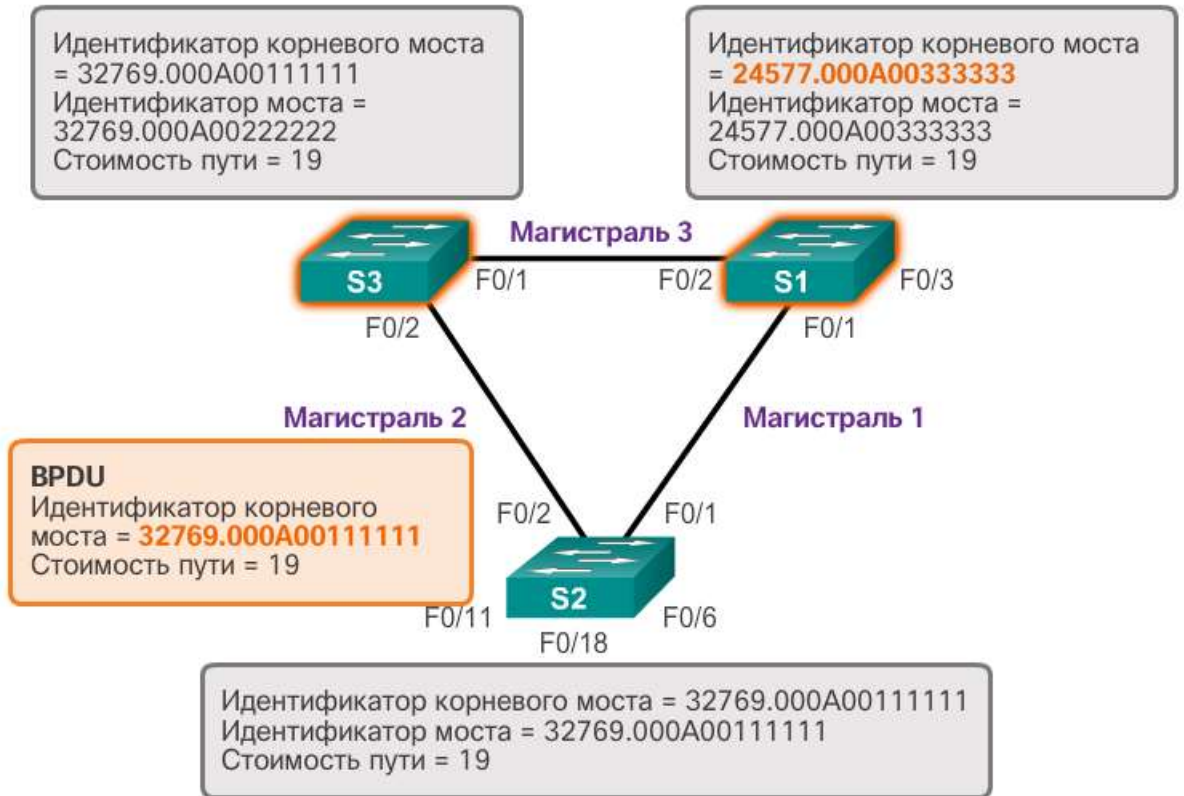 Идентификатор корневого моста
= 32769.000A00111111
Идентификатор моста =
32769.000A00222222
Стоимость пути = 19
Идентификатор корневого моста
= 24577.000A00333333
Идентификатор моста =
24577.000A00333333
Стоимость пути = 19
Магистраль 3
S3
F0/1
F0/2
S1
F0/3
F0/2
F0/1
Магистраль 2
Магистраль 1
BPDU
Идентификатор корневого
моста = 32769.000A00111111
Стоимость пути = 19
F0/2
F0/1
S2
F0/11
F0/6
F0/18
Идентификатор корневого моста = 32769.000A00111111
Идентификатор моста = 32769.000A00111111
Стоимость пути = 19